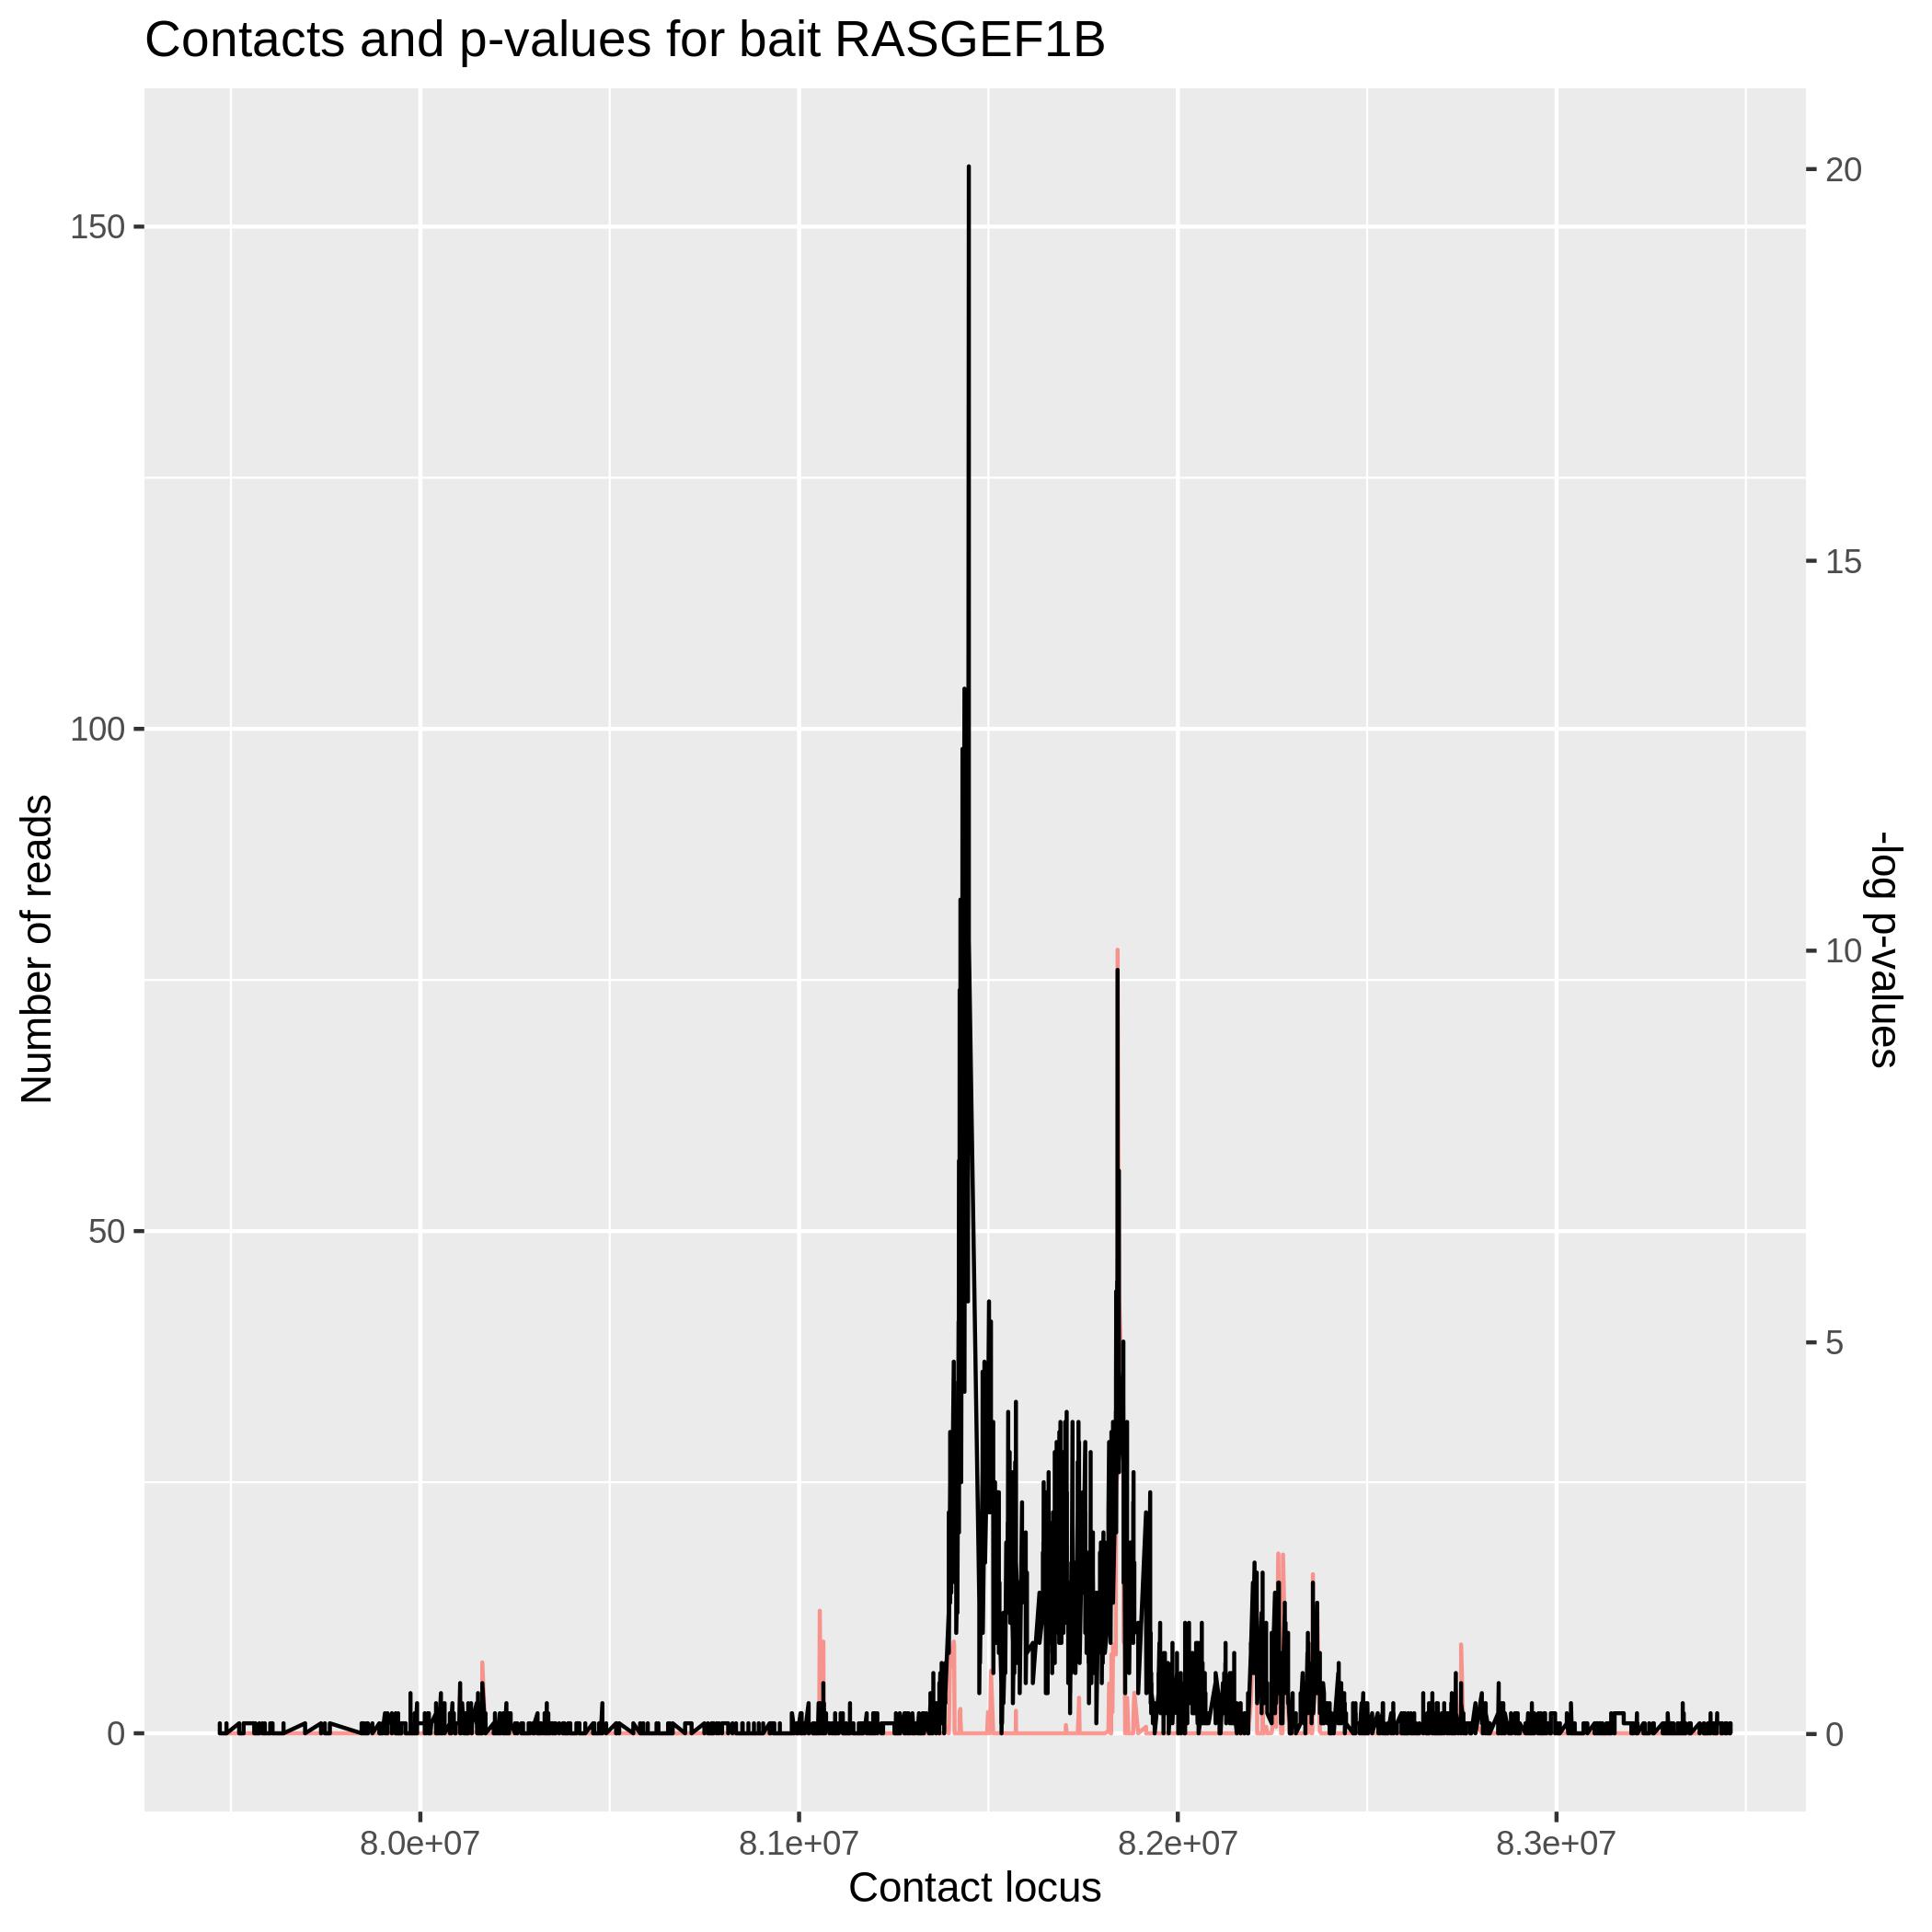 Contacts and p-values for bait RASGEF1B
150
100
50
0
Number of reads
20
15
10
5
0
-log p-values
8.0e+07
8.1e+07
8.2e+07
8.3e+07
Contact locus